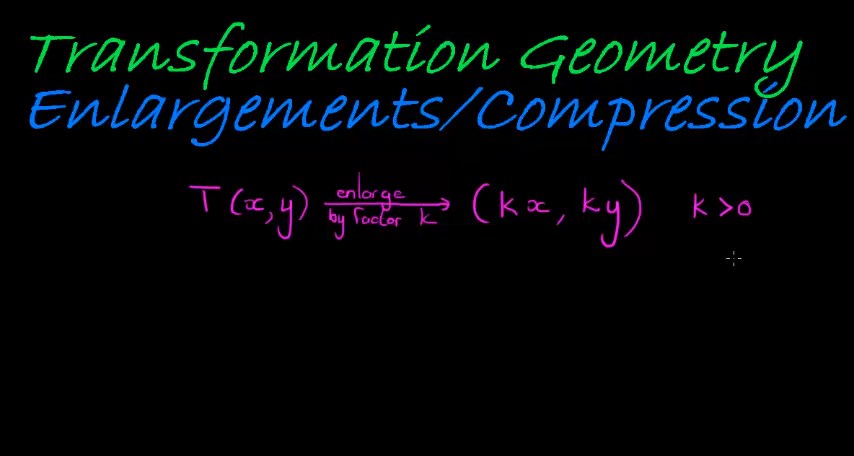 Transformation Geometry
Enlargements/Compression
T(x,y) enlarge by factor k → (kx, ky) k>0